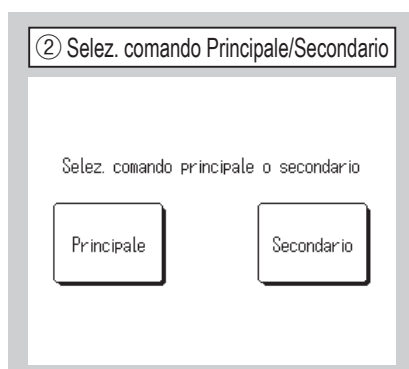 ② Selez. comando Principale/Secondario
Selez. comando principale o secondario
Principale
Secondario